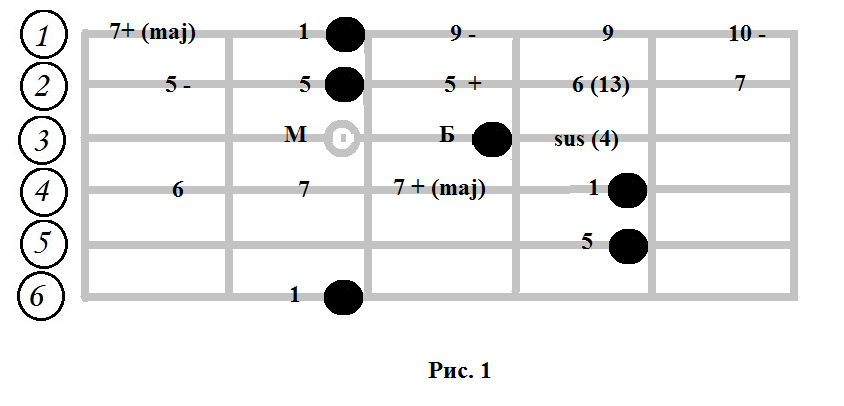 1 7+ (maj) 1 9 - 9 10 -
2 5 - 5 5 + 6 (13) 7
3 М Б sus (4)
4 6 7 7 + (maj) 1
5 5
6 1
Рис. 1